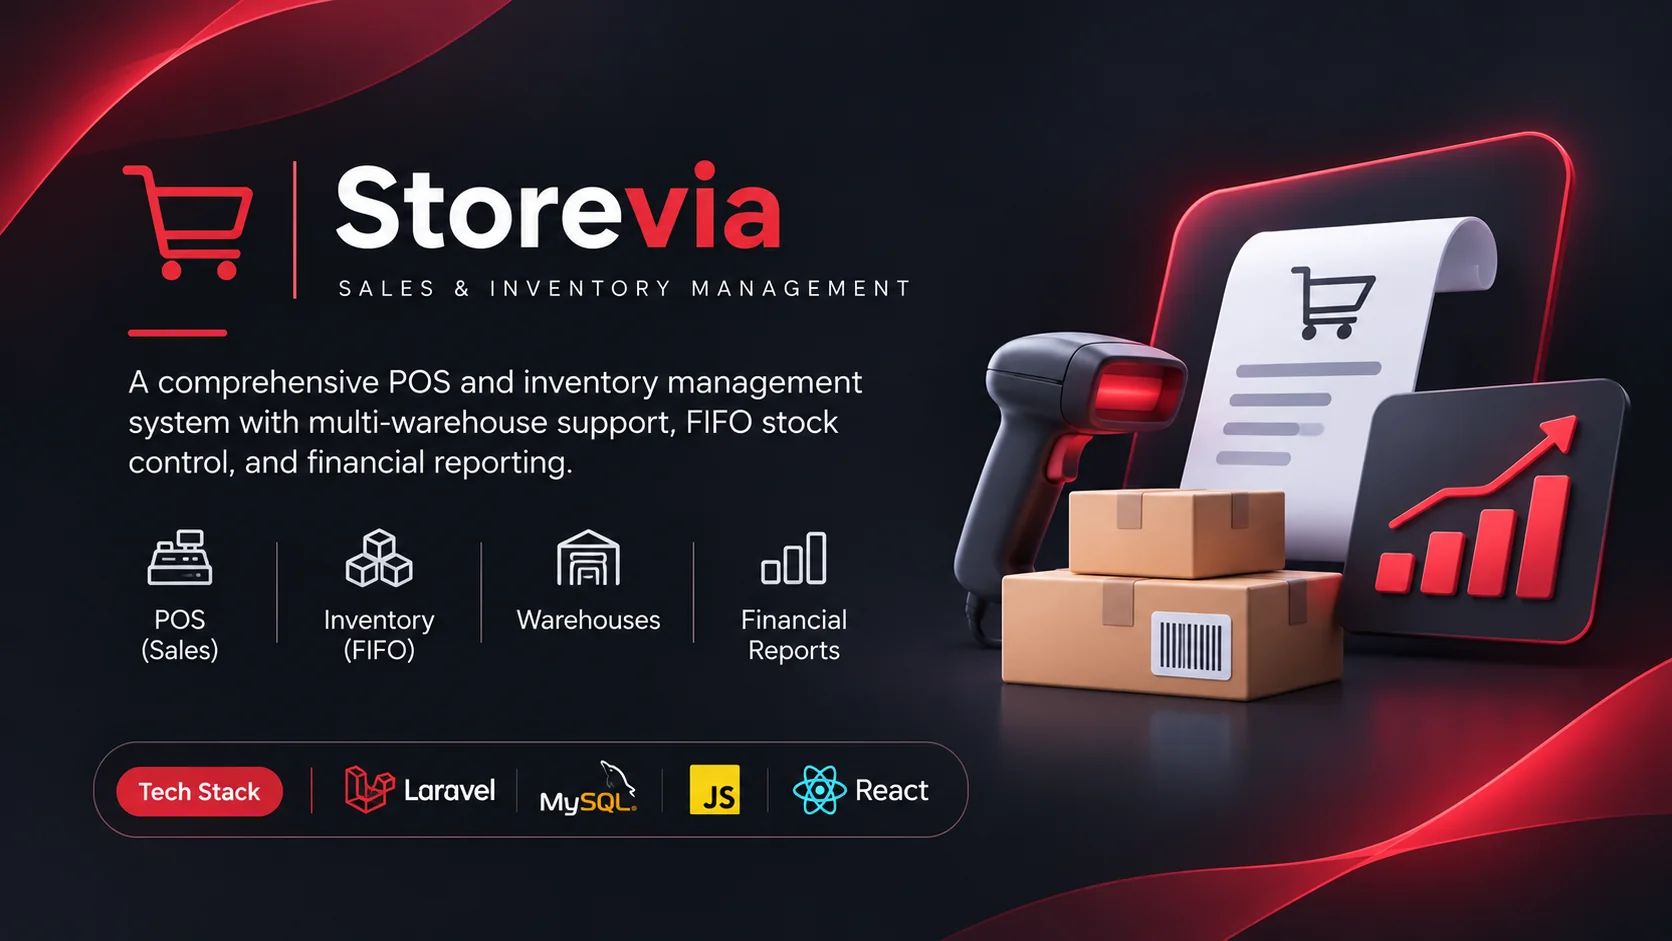 Storevia
SALES & INVENTORY MANAGEMENT
A comprehensive POS and inventory management
system with multi-warehouse support, FIFO stock
control, and financial reporting.
POS
(Sales)
Inventory
(FIFO)
Warehouses
Financial
Reports
Tech Stack
Laravel
MySQL
JS
React